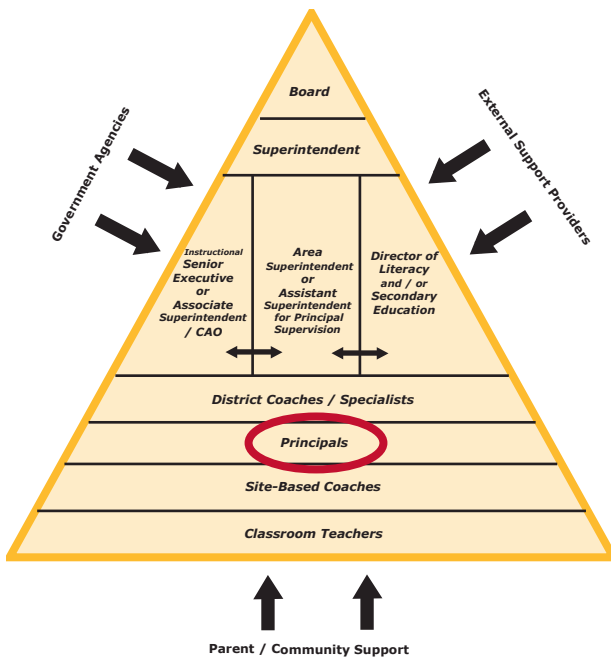 Board
Superintendent
Government Agencies
External Support Providers
Instructional
Senior
Executive
or
Associate
Superintendent
/ CAO
Area
Superintendent
or
Assistant
Superintendent
for Principal
Supervision
Director of
Literacy
and / or
Secondary
Education
District Coaches / Specialists
Principals
Site-Based Coaches
Classroom Teachers
Parent / Community Support